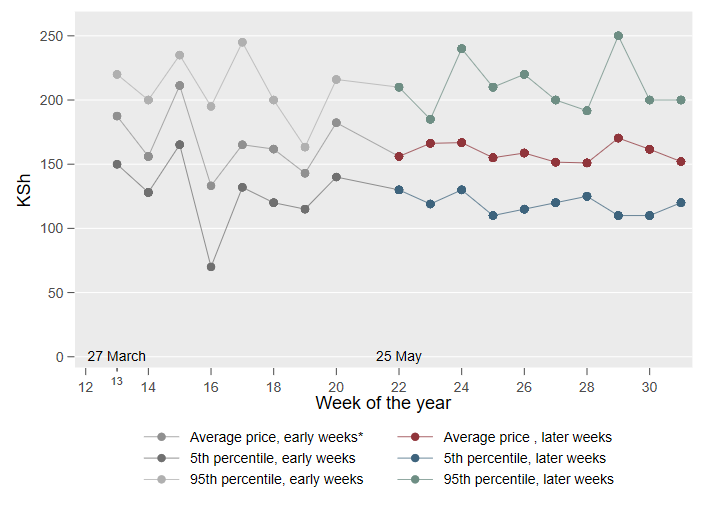 250
200
150
100
50
0
KSh
27 March
25 May
12 13 14 16 18 20 22 24 26 28 30
Week of the year
Average price, early weeks* Average price , later weeks
5th percentile, early weeks 5th percentile, later weeks
95th percentile, early weeks 95th percentile, later weeks